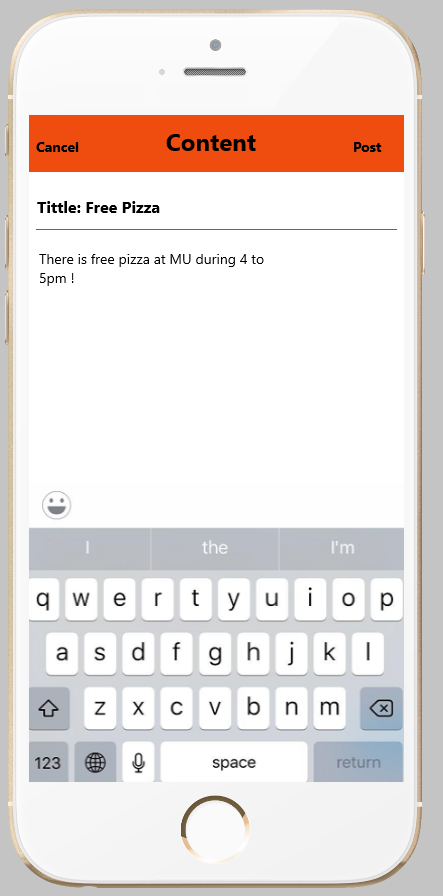 Cancel Content Post
Tittle: Free Pizza
There is free pizza at MU during 4 to
5pm !
I the I'm
q w e r t y u i o p
a s d f g h j k l
z x c v b n m
123 space return